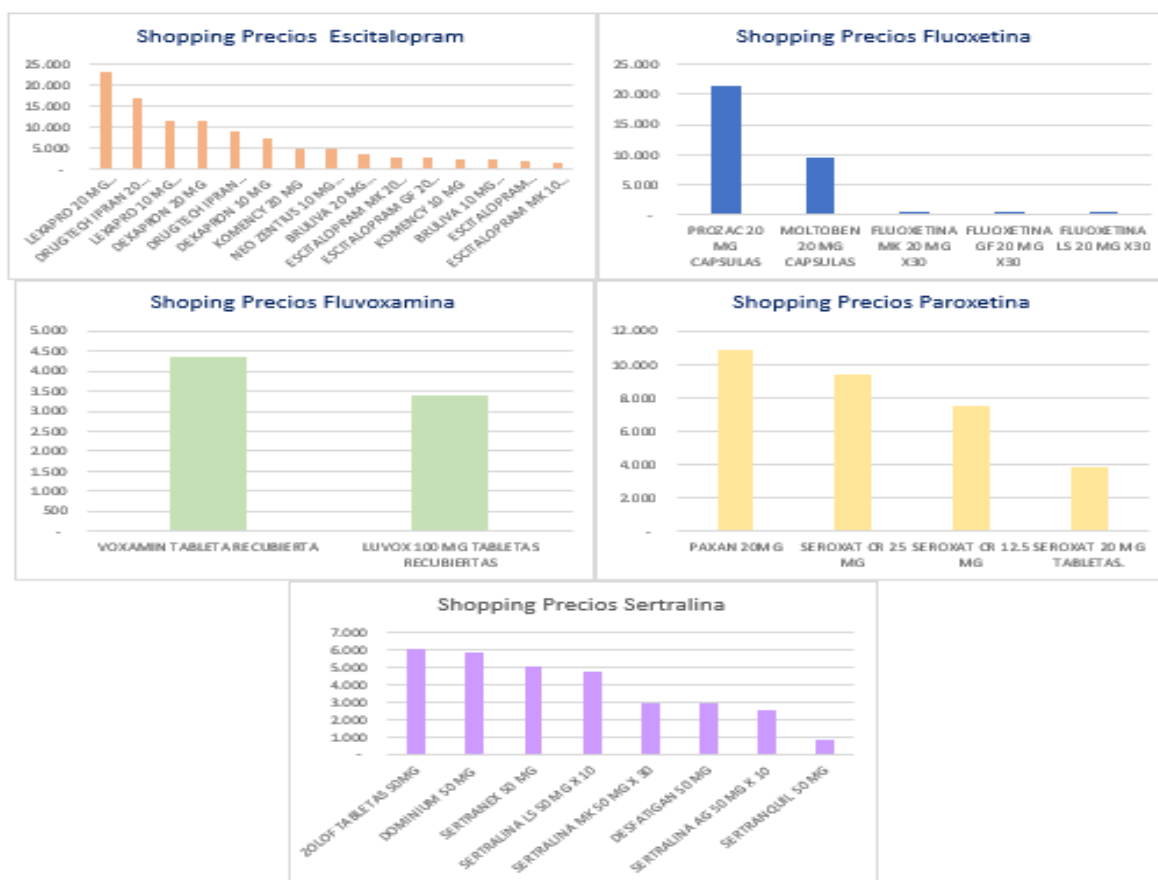 Shopping Precios Escitalopram
25.000
20.000
15.000
10.000
5.000
-
LEXAPRO 20 MG...
DRUGTECH IPRAN 20...
LEXAPRO 10 MG...
DEXAPRON 20 MG
DRUGTECH IPRAN...
DEXAPRON 10 MG
KOMENCY 20 MG
NEO ZENTIUS 10 MG...
BRULVA 20 MG...
ESCITALOPRAM MK 20...
ESCITALOPRAM GF 20...
KOMENCY 10 MG
BRULVA 10 MG...
ESCITALOPRAM...
ESCITALOPRAM MK 10...
Shopping Precios Fluoxetina
25.000
20.000
15.000
10.000
5.000
-
PROZAC 20
MG
CAPSULAS
MOLTOBEN
20 MG
CAPSULAS
FLUOXETINA
MK 20 MG
X30
FLUOXETINA
GF 20 MG
X30
FLUOXETINA
LS 20 MG X30
Shoping Precios Fluvoxamina
5.000
4.500
4.000
3.500
3.000
2.500
2.000
1.500
1.000
500
-
VOXAMIN TABLETA RECUBIERTA
LUVOX 100 MG TABLETAS
RECUBIERTAS
Shopping Precios Paroxetina
12.000
10.000
8.000
6.000
4.000
2.000
-
PAXAN 20MG
SEROXAT CR 25
MG
SEROXAT CR 12.5
MG
SEROXAT 20 MG
TABLETAS.
Shopping Precios Sertralina
7.000
6.000
5.000
4.000
3.000
2.000
1.000
-
ZOLOF TABLETAS 50MG
DOMINIUM 50 MG
SERTRANEX 50 MG
SERTRALINA LS 50 MG X 10
SERTRALINA MK 50 MG X 30
DESFATIGAN 50 MG
SERTRALINA AG 50 MG X 10
SERTRANQUIL 50 MG